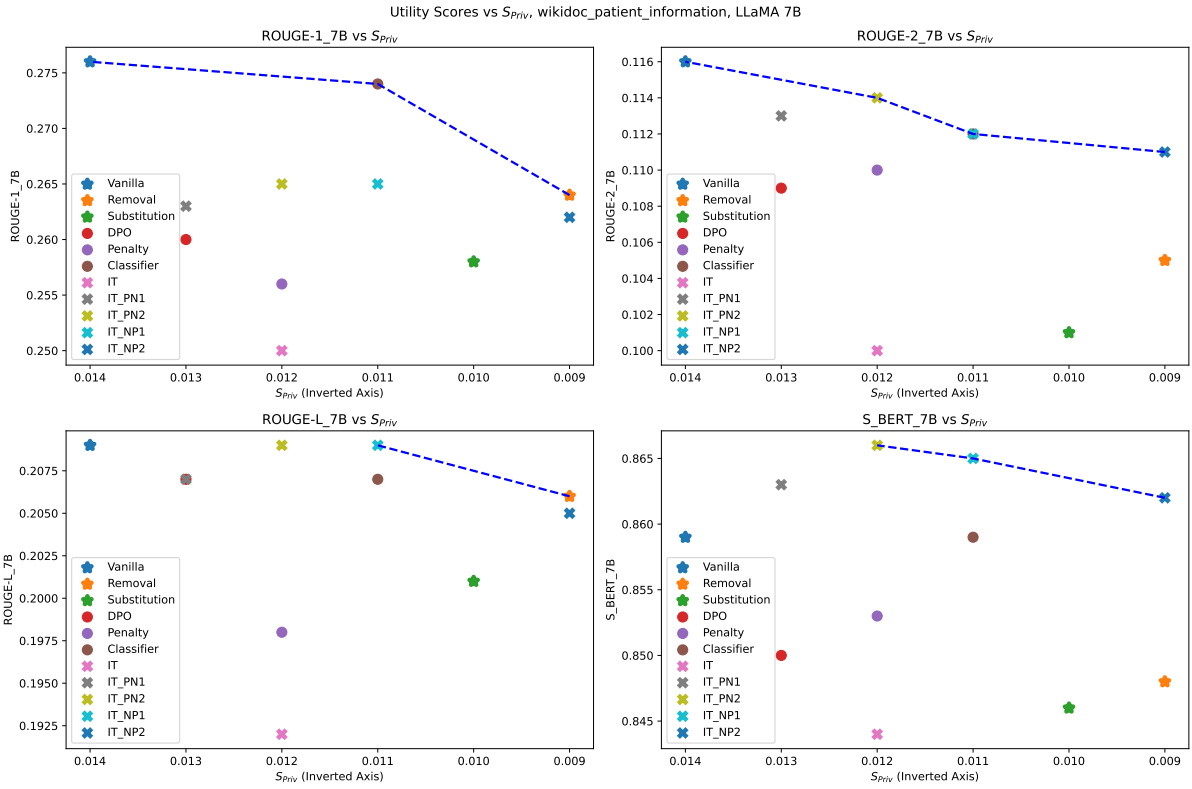 Utility Scores vs S_Priv, wikidoc_patient_information, LLaMA 7B
ROUGE-1_7B vs S_Priv
ROUGE-1_7B
0.275
0.270
0.265
0.260
0.255
0.250
Vanilla
Removal
Substitution
DPO
Penalty
Classifier
IT
IT_PN1
IT_PN2
IT_NP1
IT_NP2
0.014 0.013 0.012 0.011 0.010 0.009
S_Priv (Inverted Axis)
ROUGE-2_7B vs S_Priv
ROUGE-2_7B
0.116
0.114
0.112
0.110
0.108
0.106
0.104
0.102
0.100
Vanilla
Removal
Substitution
DPO
Penalty
Classifier
IT
IT_PN1
IT_PN2
IT_NP1
IT_NP2
0.014 0.013 0.012 0.011 0.010 0.009
S_Priv (Inverted Axis)
ROUGE-L_7B vs S_Priv
ROUGE-L_7B
0.2075
0.2050
0.2025
0.2000
0.1975
0.1950
0.1925
Vanilla
Removal
Substitution
DPO
Penalty
Classifier
IT
IT_PN1
IT_PN2
IT_NP1
IT_NP2
0.014 0.013 0.012 0.011 0.010 0.009
S_Priv (Inverted Axis)
S_BERT_7B vs S_Priv
S_BERT_7B
0.865
0.860
0.855
0.850
0.845
Vanilla
Removal
Substitution
DPO
Penalty
Classifier
IT
IT_PN1
IT_PN2
IT_NP1
IT_NP2
0.014 0.013 0.012 0.011 0.010 0.009
S_Priv (Inverted Axis)